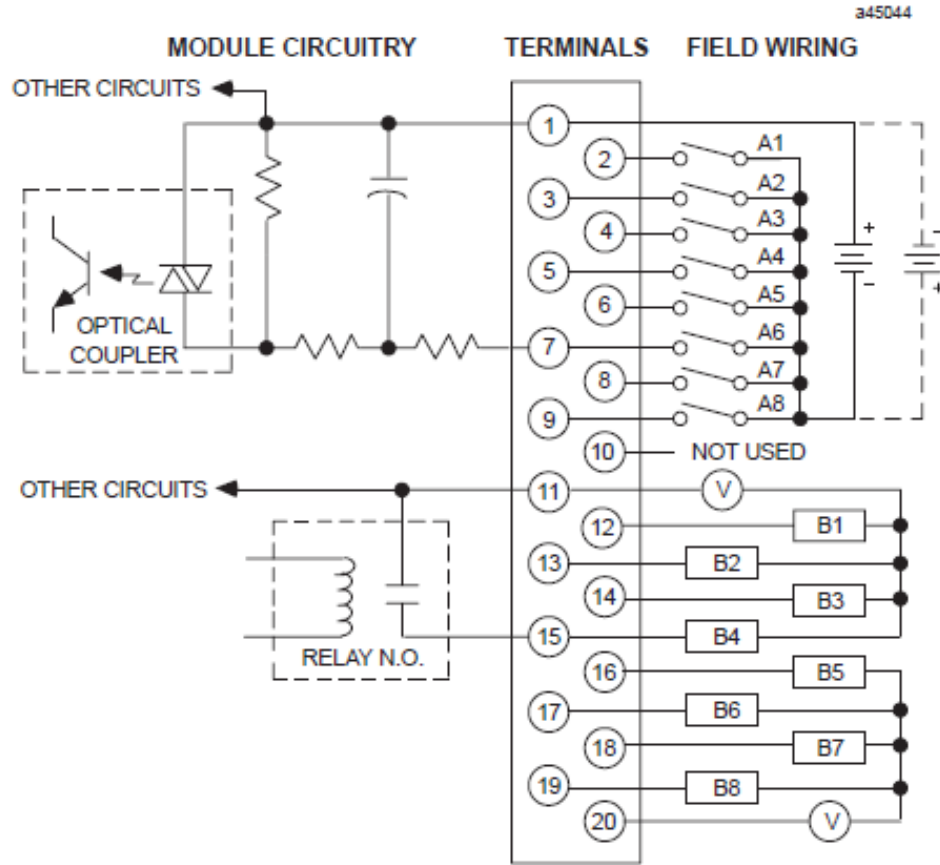 a45044
MODULE CIRCUITRY TERMINALS FIELD WIRING
OTHER CIRCUITS
1
2 A1
3 A2
4 A3
5 A4
6 A5
7 A6
8 A7
9 A8
+ -
- +
OPTICAL
COUPLER
10 NOT USED
OTHER CIRCUITS
11 V
12 B1
13 B2
14 B3
15 B4
RELAY N.O.
16 B5
17 B6
18 B7
19 B8
20 V